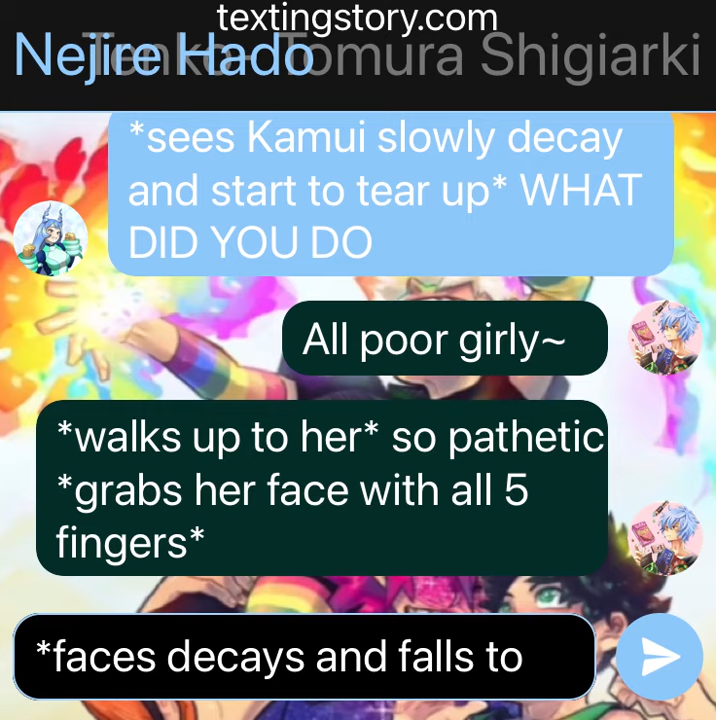 textingstory.com
Nejire Hado
Tenko- Tomura Shigiarki
*sees Kamui slowly decay
and start to tear up* WHAT
DID YOU DO
All poor girly~
*walks up to her* so pathetic
*grabs her face with all 5
fingers*
*faces decays and falls to